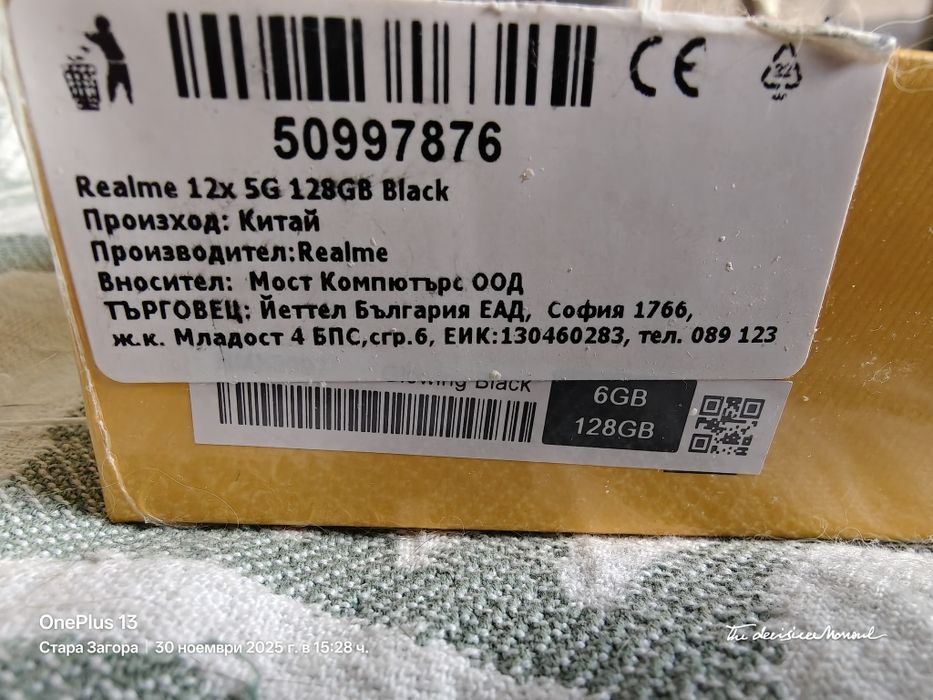 50997876
Realme 12x 5G 128GB Black
Произход: Китай
Производител:Realme
Вносител: Мост Компютърс ООД
ТЪРГОВЕЦ: Йеттел България ЕАД, София 1766,
ж.к. Младост 4 БПС,сгр.6, ЕИК:130460283, тел. 089 123
Glowing Black
6GB
128GB
OnePlus 13
Стара Загора | 30 ноември 2025 г. в 15:28 ч.